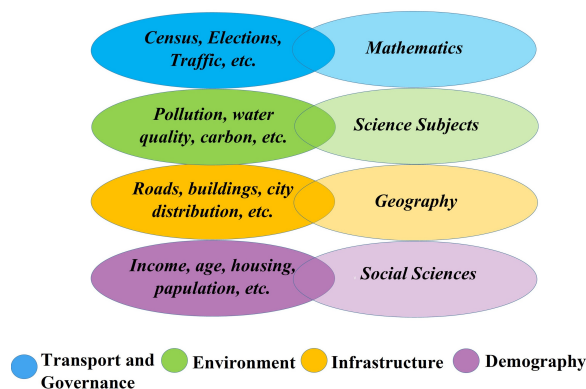 Census, Elections,
Traffic, etc.
Mathematics
Pollution, water
quality, carbon, etc.
Science Subjects
Roads, buildings, city
distribution, etc.
Geography
Income, age, housing,
papulation, etc.
Social Sciences
Transport and
Governance
Environment
Infrastructure
Demography